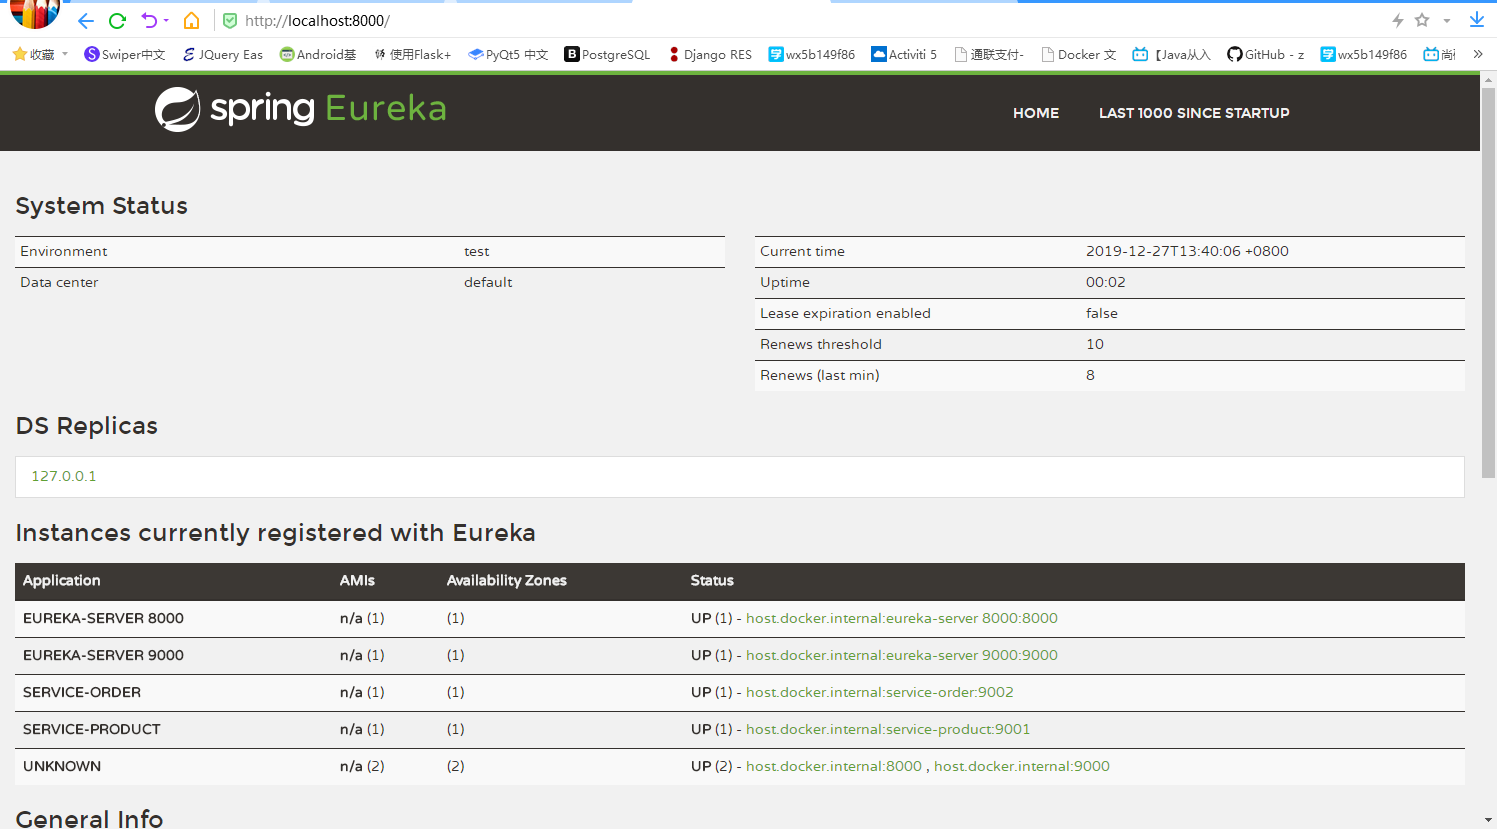 http://localhost:8000/
收藏 Swiper中文 JQuery Eas Android基 使用Flask+ PyQt5 中文 PostgreSQL Django RES wx5b149f86 Activiti 5 通联支付- Docker 文 【Java从入 GitHub - z wx5b149f86 尚 »
spring Eureka
HOME LAST 1000 SINCE STARTUP
System Status
Environment test
Data center default
Current time 2019-12-27T13:40:06 +0800
Uptime 00:02
Lease expiration enabled false
Renews threshold 10
Renews (last min) 8
DS Replicas
127.0.0.1
Instances currently registered with Eureka
Application AMIs Availability Zones Status
EUREKA-SERVER 8000 n/a (1) (1) UP (1) - host.docker.internal:eureka-server 8000:8000
EUREKA-SERVER 9000 n/a (1) (1) UP (1) - host.docker.internal:eureka-server 9000:9000
SERVICE-ORDER n/a (1) (1) UP (1) - host.docker.internal:service-order:9002
SERVICE-PRODUCT n/a (1) (1) UP (1) - host.docker.internal:service-product:9001
UNKNOWN n/a (2) (2) UP (2) - host.docker.internal:8000 , host.docker.internal:9000
General Info